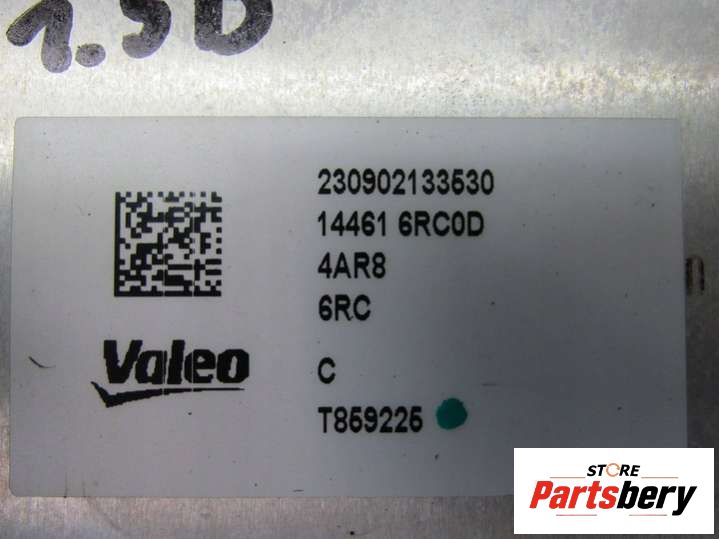 1.5D
230902133530
14461 6RC0D
4AR8
6RC
Valeo
C
T859225
STORE
Partsbery